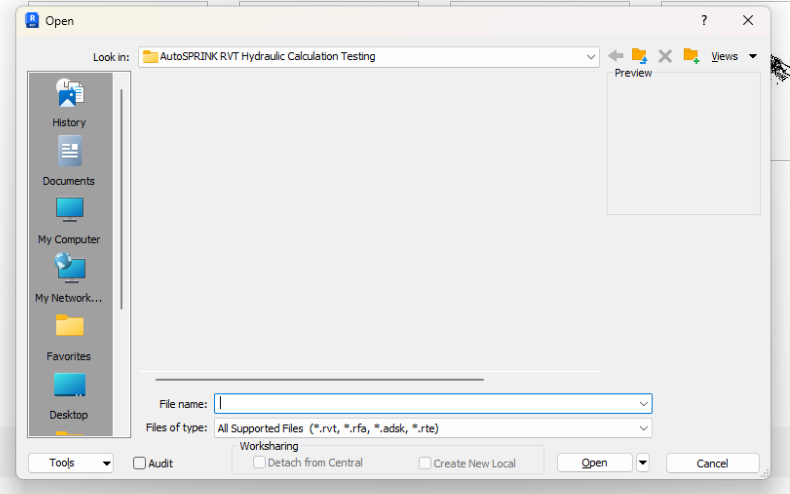 R
RVT
Open
?
Look in:
AutoSPRINK RVT Hydraulic Calculation Testing
Views
Preview
History
Documents
My Computer
My Network...
Favorites
Desktop
File name:
Files of type:
All Supported Files (*.rvt, *.rfa, *.adsk, *.rte)
Worksharing
Tools
Audit
Detach from Central
Create New Local
Open
Cancel